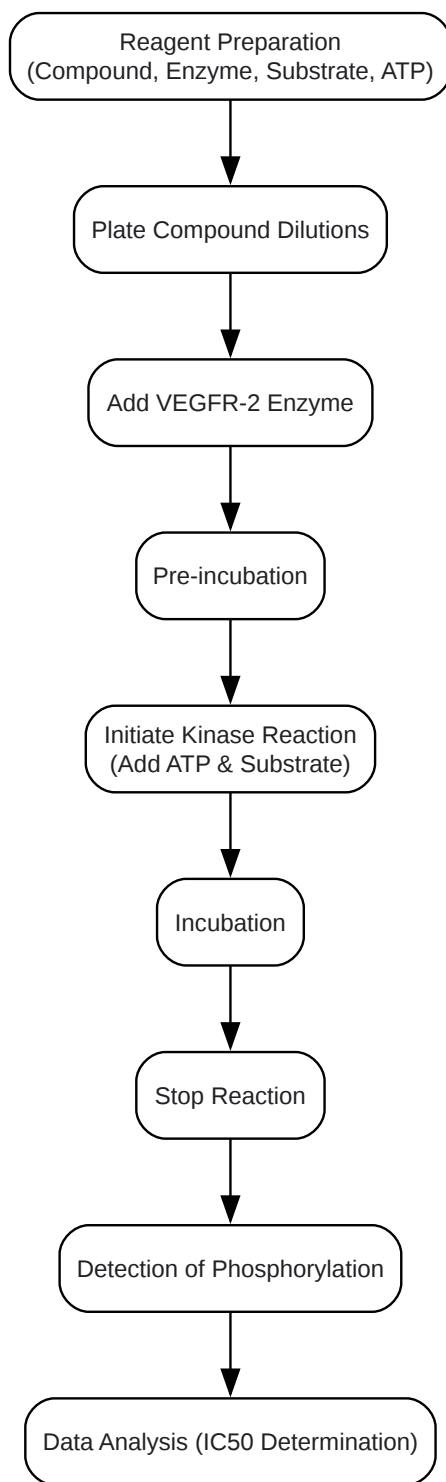 Reagent Preparation
(Compound, Enzyme, Substrate, ATP)
Plate Compound Dilutions
Add VEGFR-2 Enzyme
Pre-incubation
Initiate Kinase Reaction
(Add ATP & Substrate)
Incubation
Stop Reaction
Detection of Phosphorylation
Data Analysis (IC50 Determination)